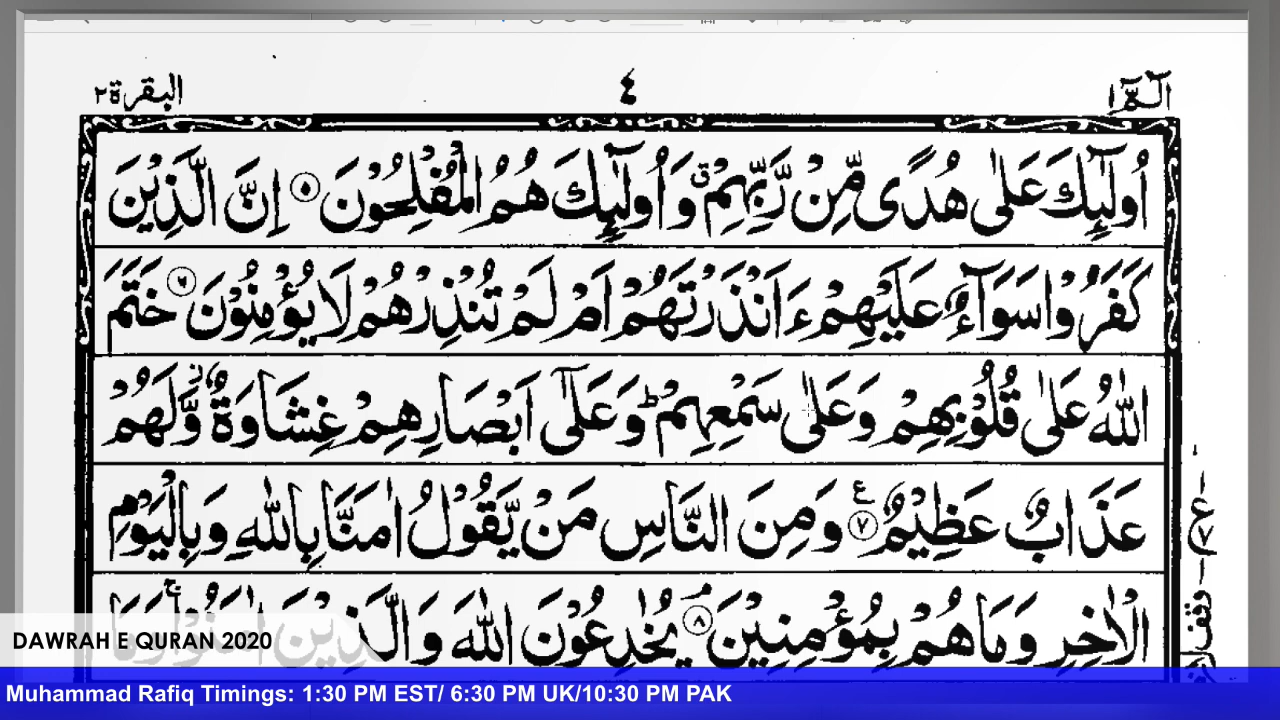 الٓمّٓ ١
٤
البقرة ٢
اُولٰٓئِكَ عَلٰى هُدًى مِّنْ رَّبِّهِمْ ۗ وَاُولٰٓئِكَ هُمُ الْمُفْلِحُوْنَ ۝٥ اِنَّ الَّذِيْنَ
كَفَرُوْا سَوَآءٌ عَلَيْهِمْ ءَاَنْذَرْتَهُمْ اَمْ لَمْ تُنْذِرْهُمْ لَا يُؤْمِنُوْنَ ۝٦ خَتَمَ
اللّٰهُ عَلٰى قُلُوْبِهِمْ وَعَلٰى سَمْعِهِمْ ؕ وَعَلٰٓى اَبْصَارِهِمْ غِشَاوَةٌ ز وَّلَهُمْ
عَذَابٌ عَظِيْمٌ ۝٧ ع وَمِنَ النَّاسِ مَنْ يَّقُوْلُ اٰمَنَّا بِاللّٰهِ وَبِالْيَوْمِ
الْاٰخِرِ وَمَا هُمْ بِمُؤْمِنِيْنَ ۝٨ يُخٰدِعُوْنَ اللّٰهَ وَالَّذِيْنَ اٰمَنُوْا ۚ وَمَا
DAWRAH E QURAN 2020
Muhammad Rafiq Timings: 1:30 PM EST/ 6:30 PM UK/10:30 PM PAK